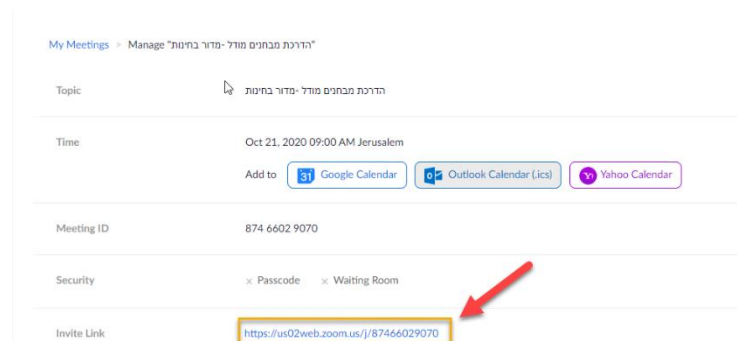 My Meetings > Manage "הדרכת מבחנים מודל -מדור בחינות"
Topic הדרכת מבחנים מודל -מדור בחינות
Time Oct 21, 2020 09:00 AM Jerusalem
Add to 31 Google Calendar Outlook Calendar (.ics) Yahoo Calendar
Meeting ID 874 6602 9070
Security × Passcode × Waiting Room
Invite Link https://us02web.zoom.us/j/87466029070